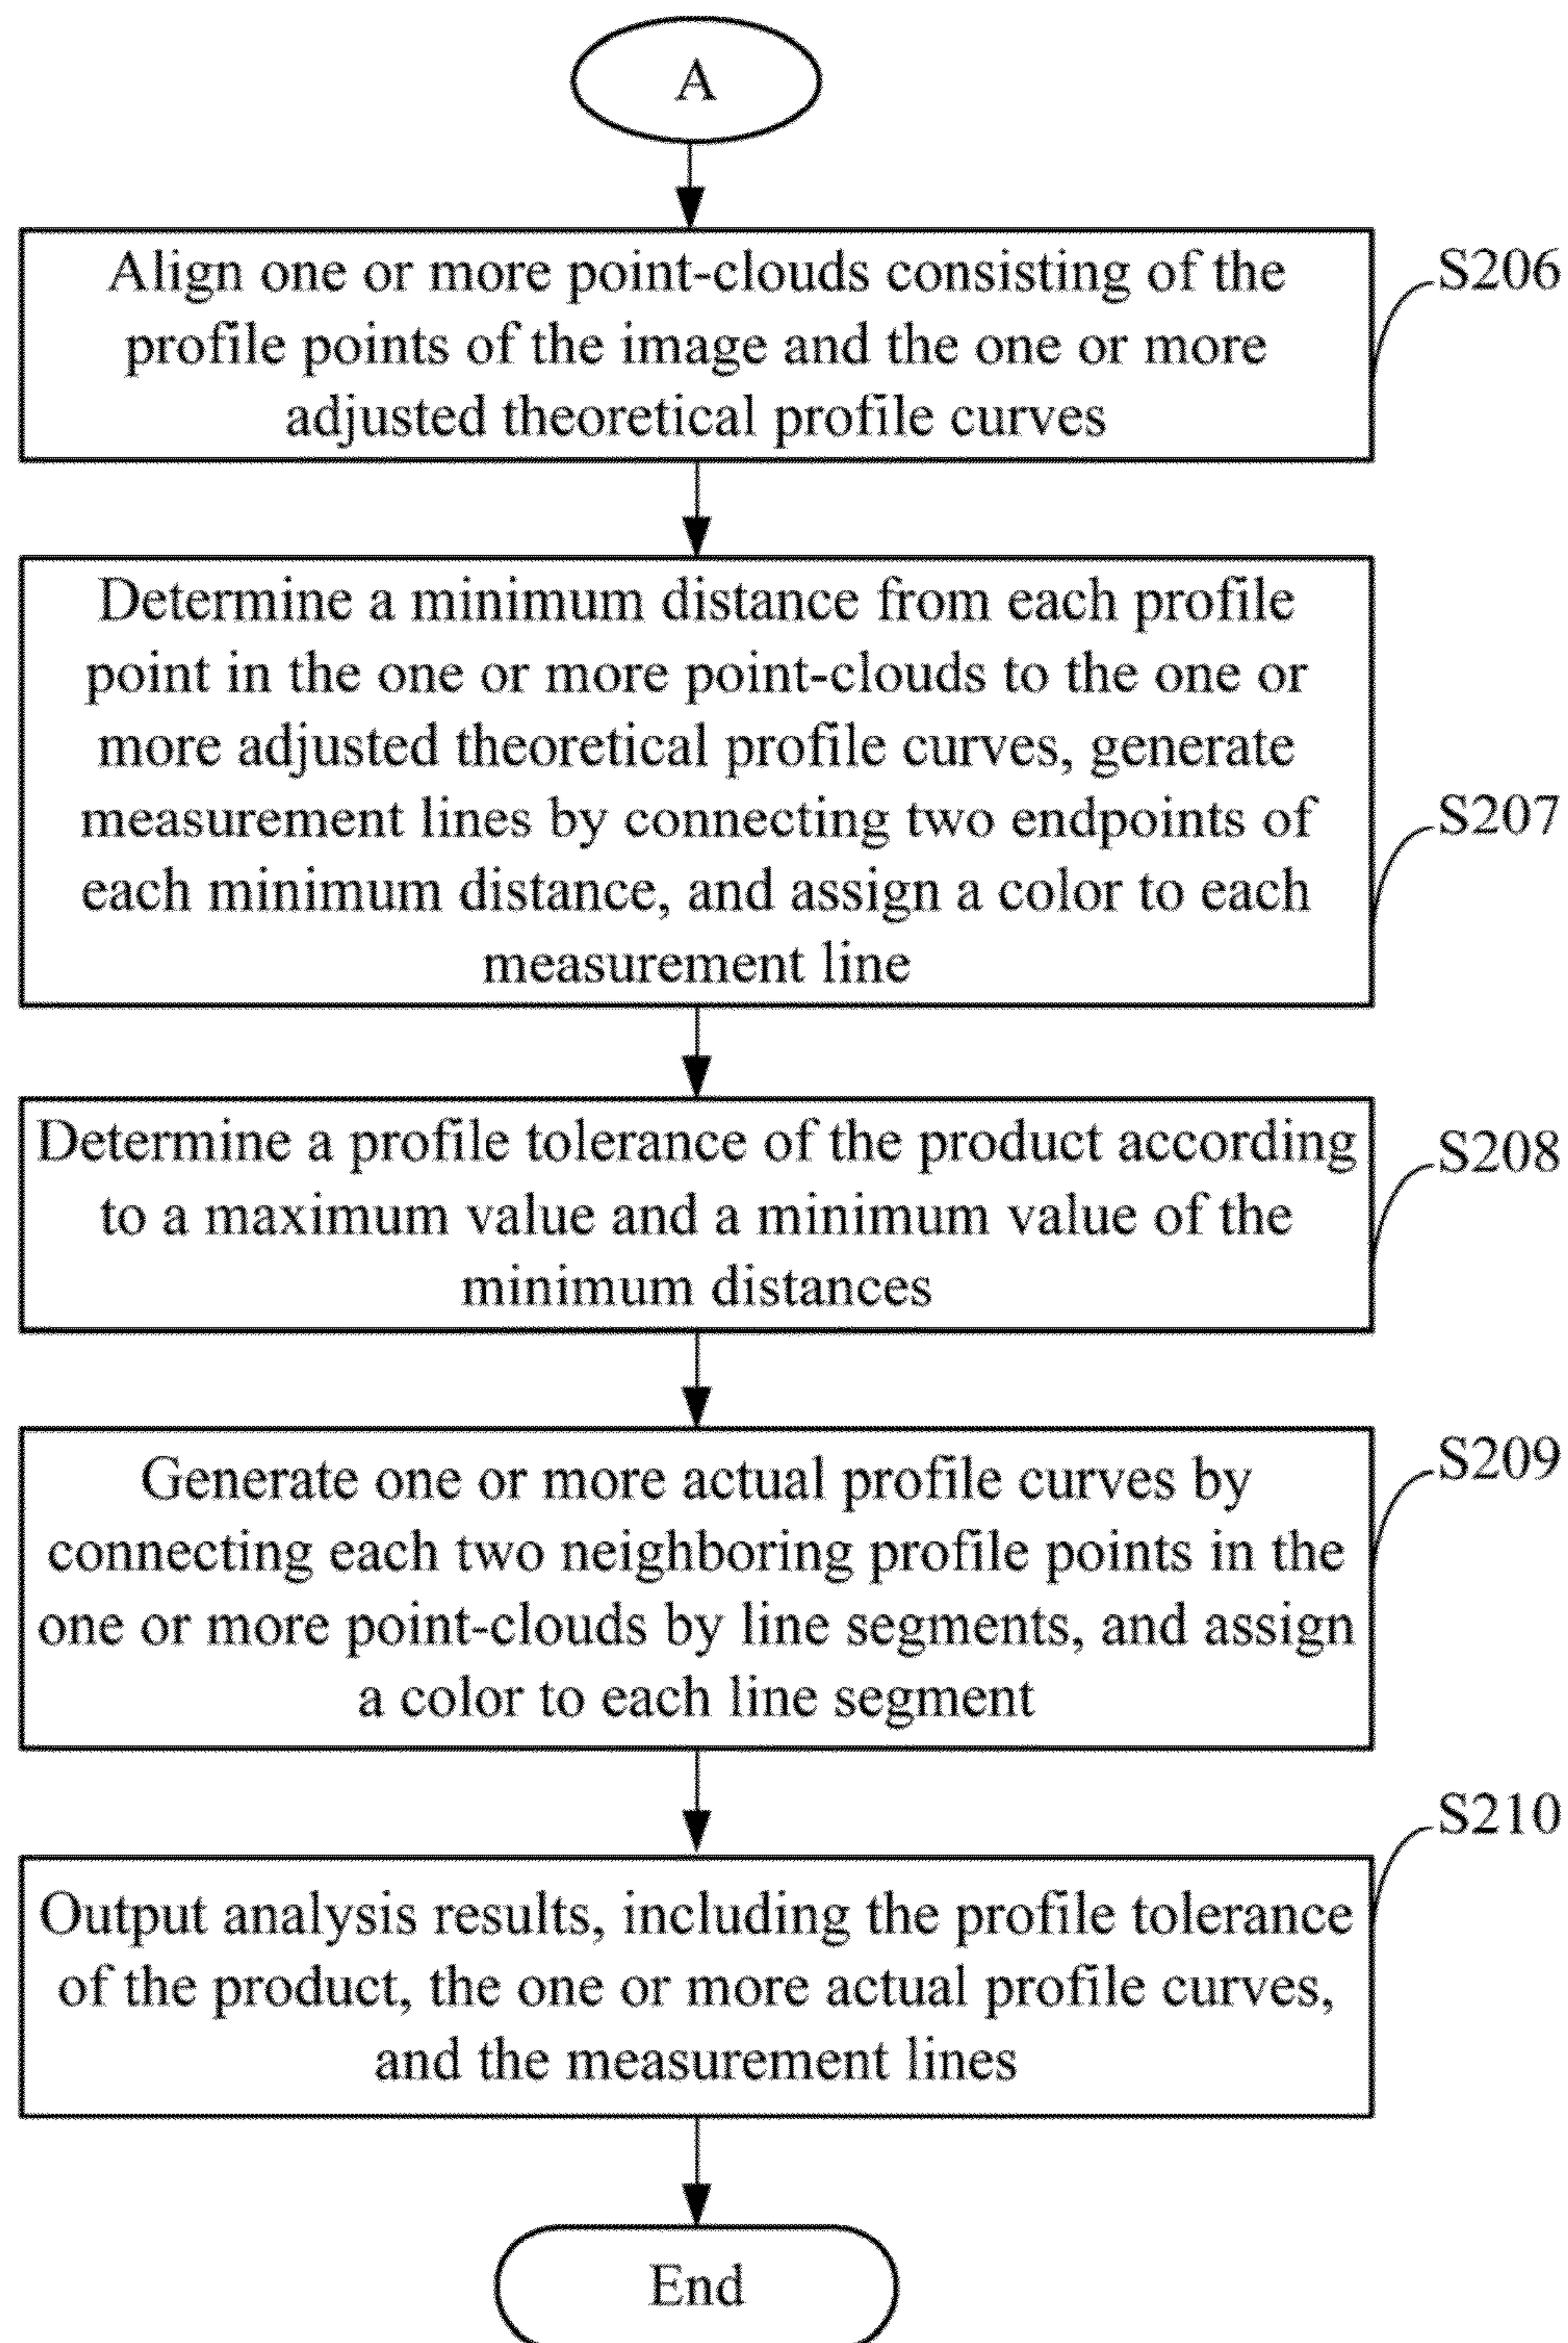 A
Align one or more point-clouds consisting of the
profile points of the image and the one or more
adjusted theoretical profile curves
S206
Determine a minimum distance from each profile
point in the one or more point-clouds to the one or
more adjusted theoretical profile curves, generate
measurement lines by connecting two endpoints of
each minimum distance, and assign a color to each
measurement line
S207
Determine a profile tolerance of the product according
to a maximum value and a minimum value of the
minimum distances
S208
Generate one or more actual profile curves by
connecting each two neighboring profile points in the
one or more point-clouds by line segments, and assign
a color to each line segment
S209
Output analysis results, including the profile tolerance
of the product, the one or more actual profile curves,
and the measurement lines
S210
End